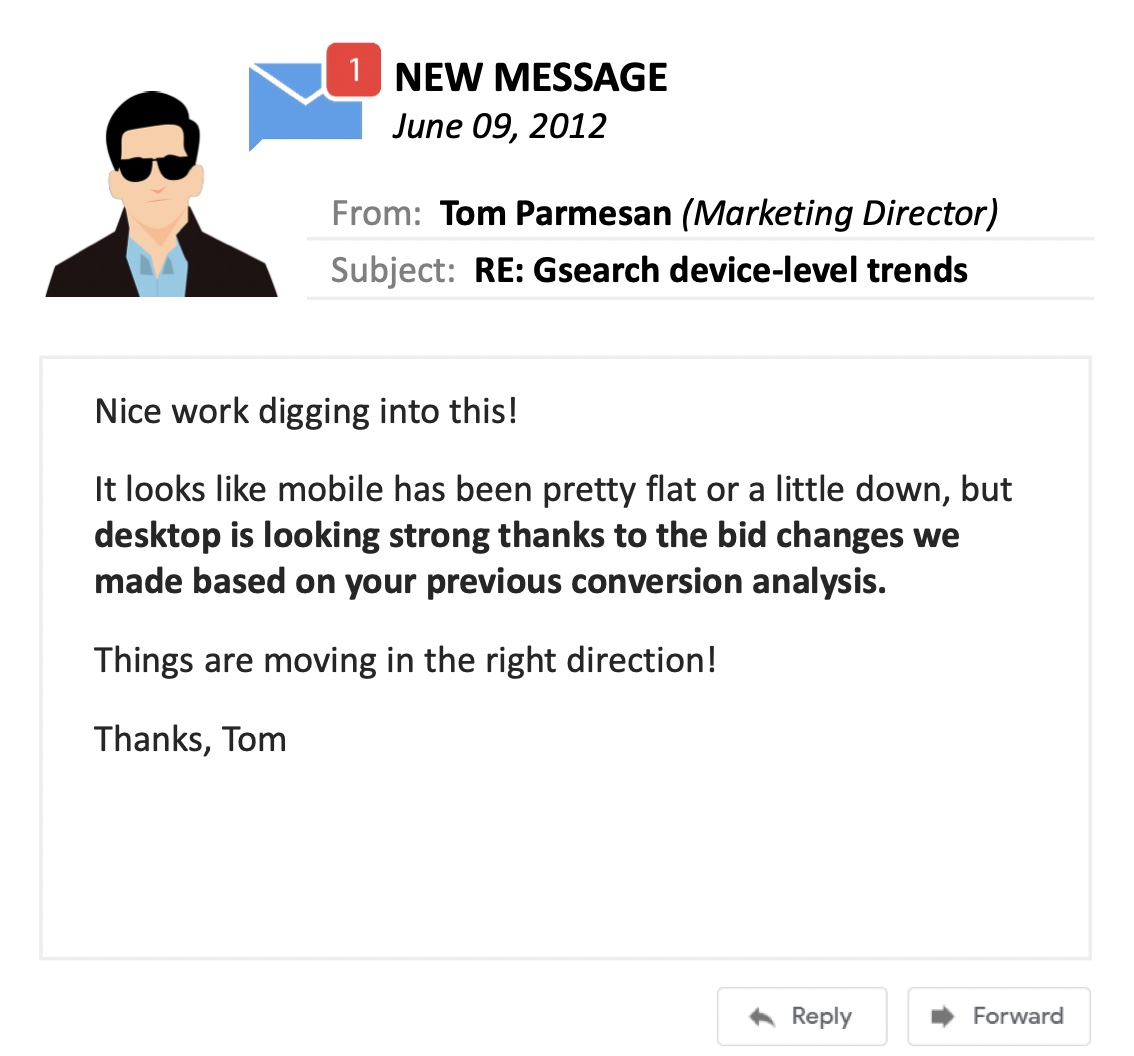 1
NEW MESSAGE
June 09, 2012
From: Tom Parmesan (Marketing Director)
Subject: RE: Gsearch device-level trends
Nice work digging into this!
It looks like mobile has been pretty flat or a little down, but
desktop is looking strong thanks to the bid changes we
made based on your previous conversion analysis.
Things are moving in the right direction!
Thanks, Tom
Reply
Forward